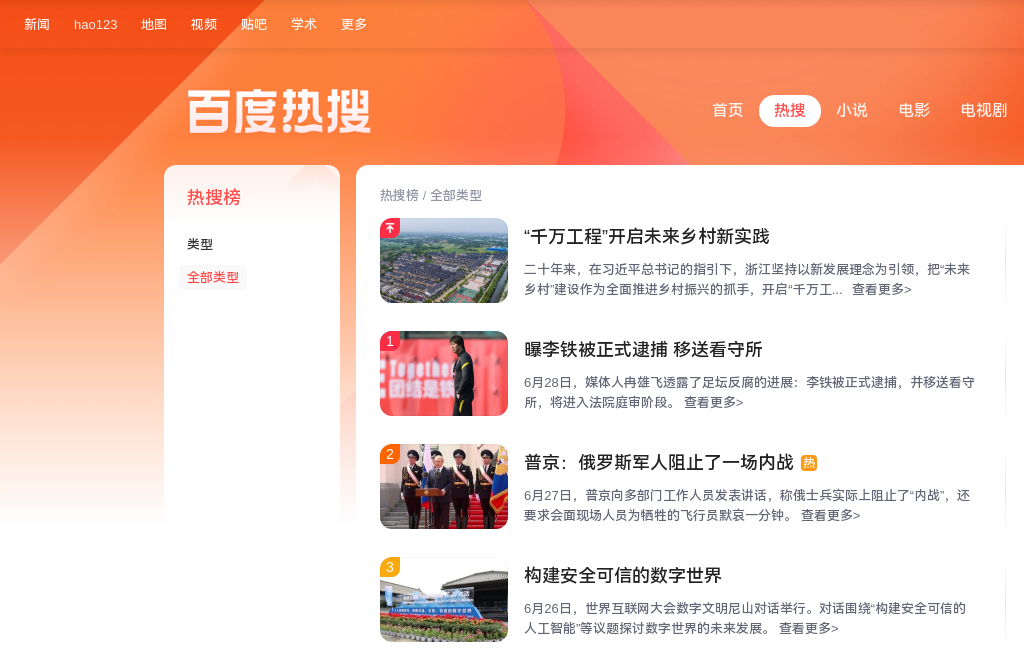 新闻 hao123 地图 视频 贴吧 学术 更多
百度热搜
首页 热搜 小说 电影 电视剧
热搜榜
类型
全部类型
热搜榜 / 全部类型
“千万工程”开启未来乡村新实践
二十年来，在习近平总书记的指引下，浙江坚持以新发展理念为引领，把“未来
乡村”建设作为全面推进乡村振兴的抓手，开启“千万工... 查看更多>
1
Together
团结是铁
曝李铁被正式逮捕 移送看守所
6月28日，媒体人冉雄飞透露了足坛反腐的进展：李铁被正式逮捕，并移送看守
所，将进入法院庭审阶段。 查看更多>
2
普京：俄罗斯军人阻止了一场内战 热
6月27日，普京向多部门工作人员发表讲话，称俄士兵实际上阻止了“内战”，还
要求会面现场人员为牺牲的飞行员默哀一分钟。 查看更多>
3
构建安全可信的数字世界
6月26日，世界互联网大会数字文明尼山对话举行。对话围绕“构建安全可信的
人工智能”等议题探讨数字世界的未来发展。 查看更多>